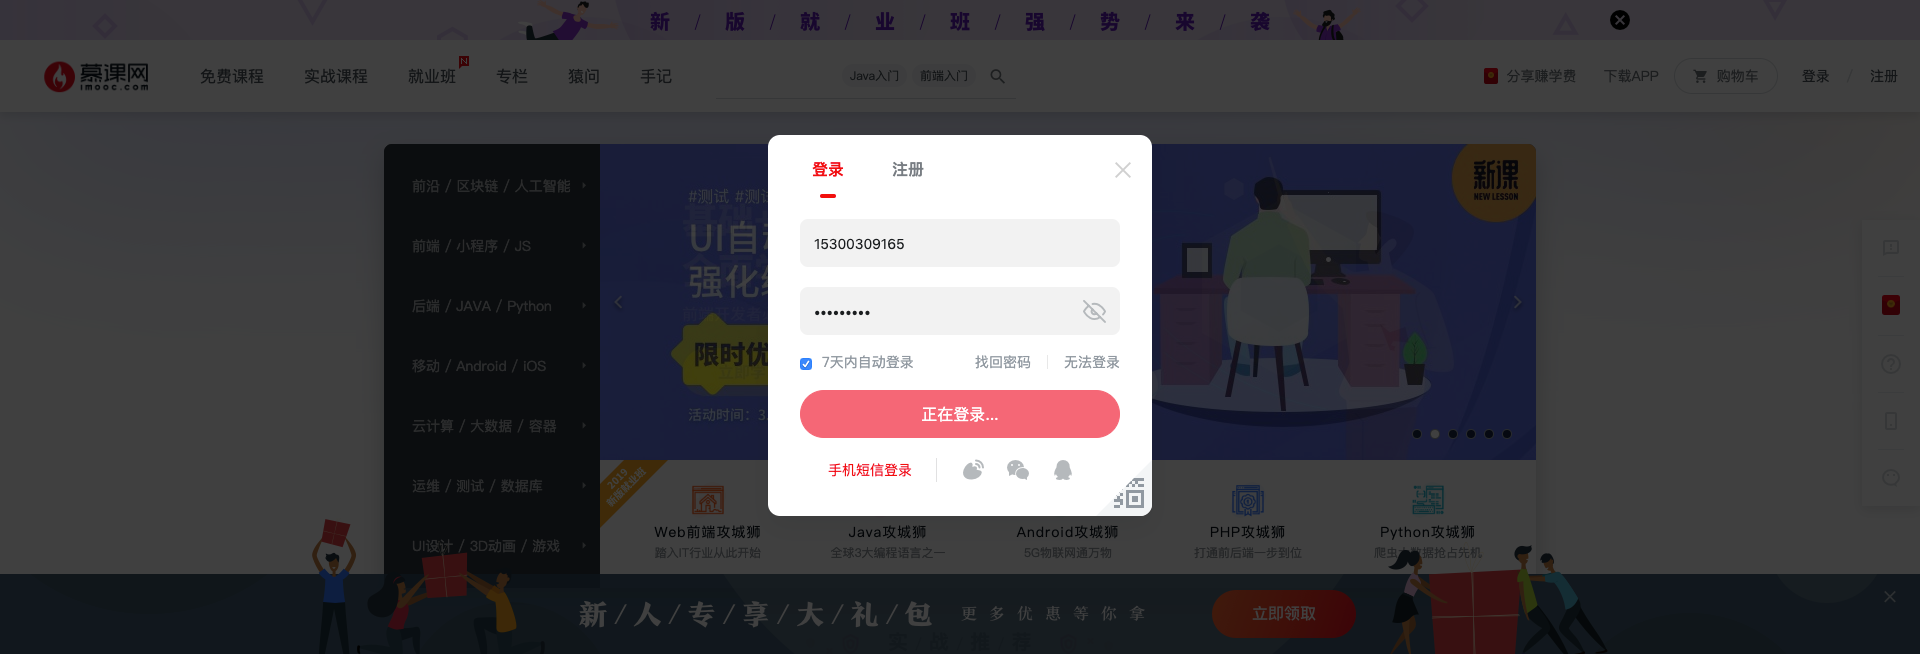 新 / 版 / 就 / 业 / 班 / 强 / 势 / 来 / 袭
慕课网
imooc.com
免费课程
实战课程
就业班
N
专栏
猿问
手记
Java入门
前端入门
分享赚学费
下载APP
购物车
登录 / 注册
登录
注册
15300309165
7天内自动登录
找回密码
无法登录
正在登录...
手机短信登录
前沿 / 区块链 / 人工智能
前端 / 小程序 / JS
后端 / JAVA / Python
移动 / Android / iOS
云计算 / 大数据 / 容器
运维 / 测试 / 数据库
UI设计 / 3D动画 / 游戏
#测试 #测试
UI自
强化
限时优
活动时间: 3.
新课
NEW LESSON
2019
新版就业班
Web前端攻城狮
踏入IT行业从此开始
Java攻城狮
全球3大编程语言之一
Android攻城狮
5G物联网通万物
PHP攻城狮
打通前后端一步到位
Python攻城狮
爬虫大数据抢占先机
新/人/专/享/大/礼/包
更多优惠等你拿
立即领取
实战推荐